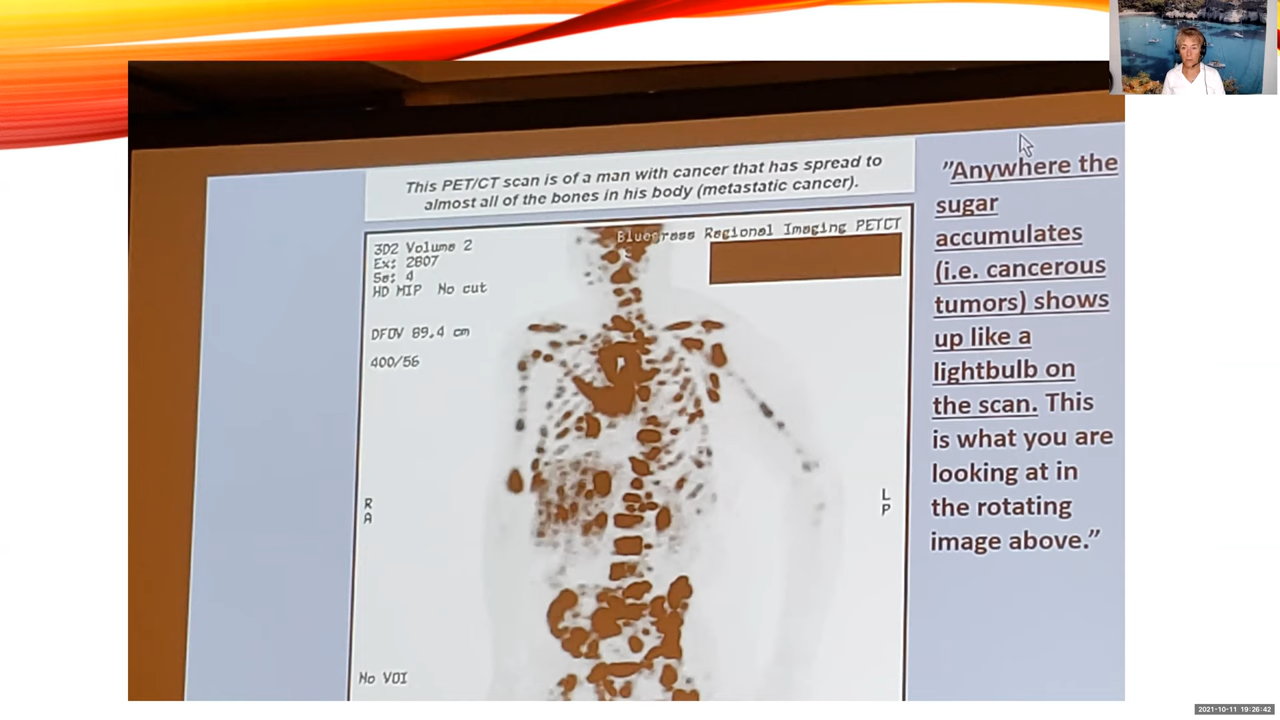 This PET/CT scan is of a man with cancer that has spread to
almost all of the bones in his body (metastatic cancer).
Bluegrass Regional Imaging PETCT
3D2 Volume 2
Ex: 2807
Se: 4
HD MIP No cut
DFOV 89.4 cm
400/56
R
A
L
P
No VOI
"Anywhere the
sugar
accumulates
(i.e. cancerous
tumors) shows
up like a
lightbulb on
the scan. This
is what you are
looking at in
the rotating
image above."
2021-10-11 19:26:42